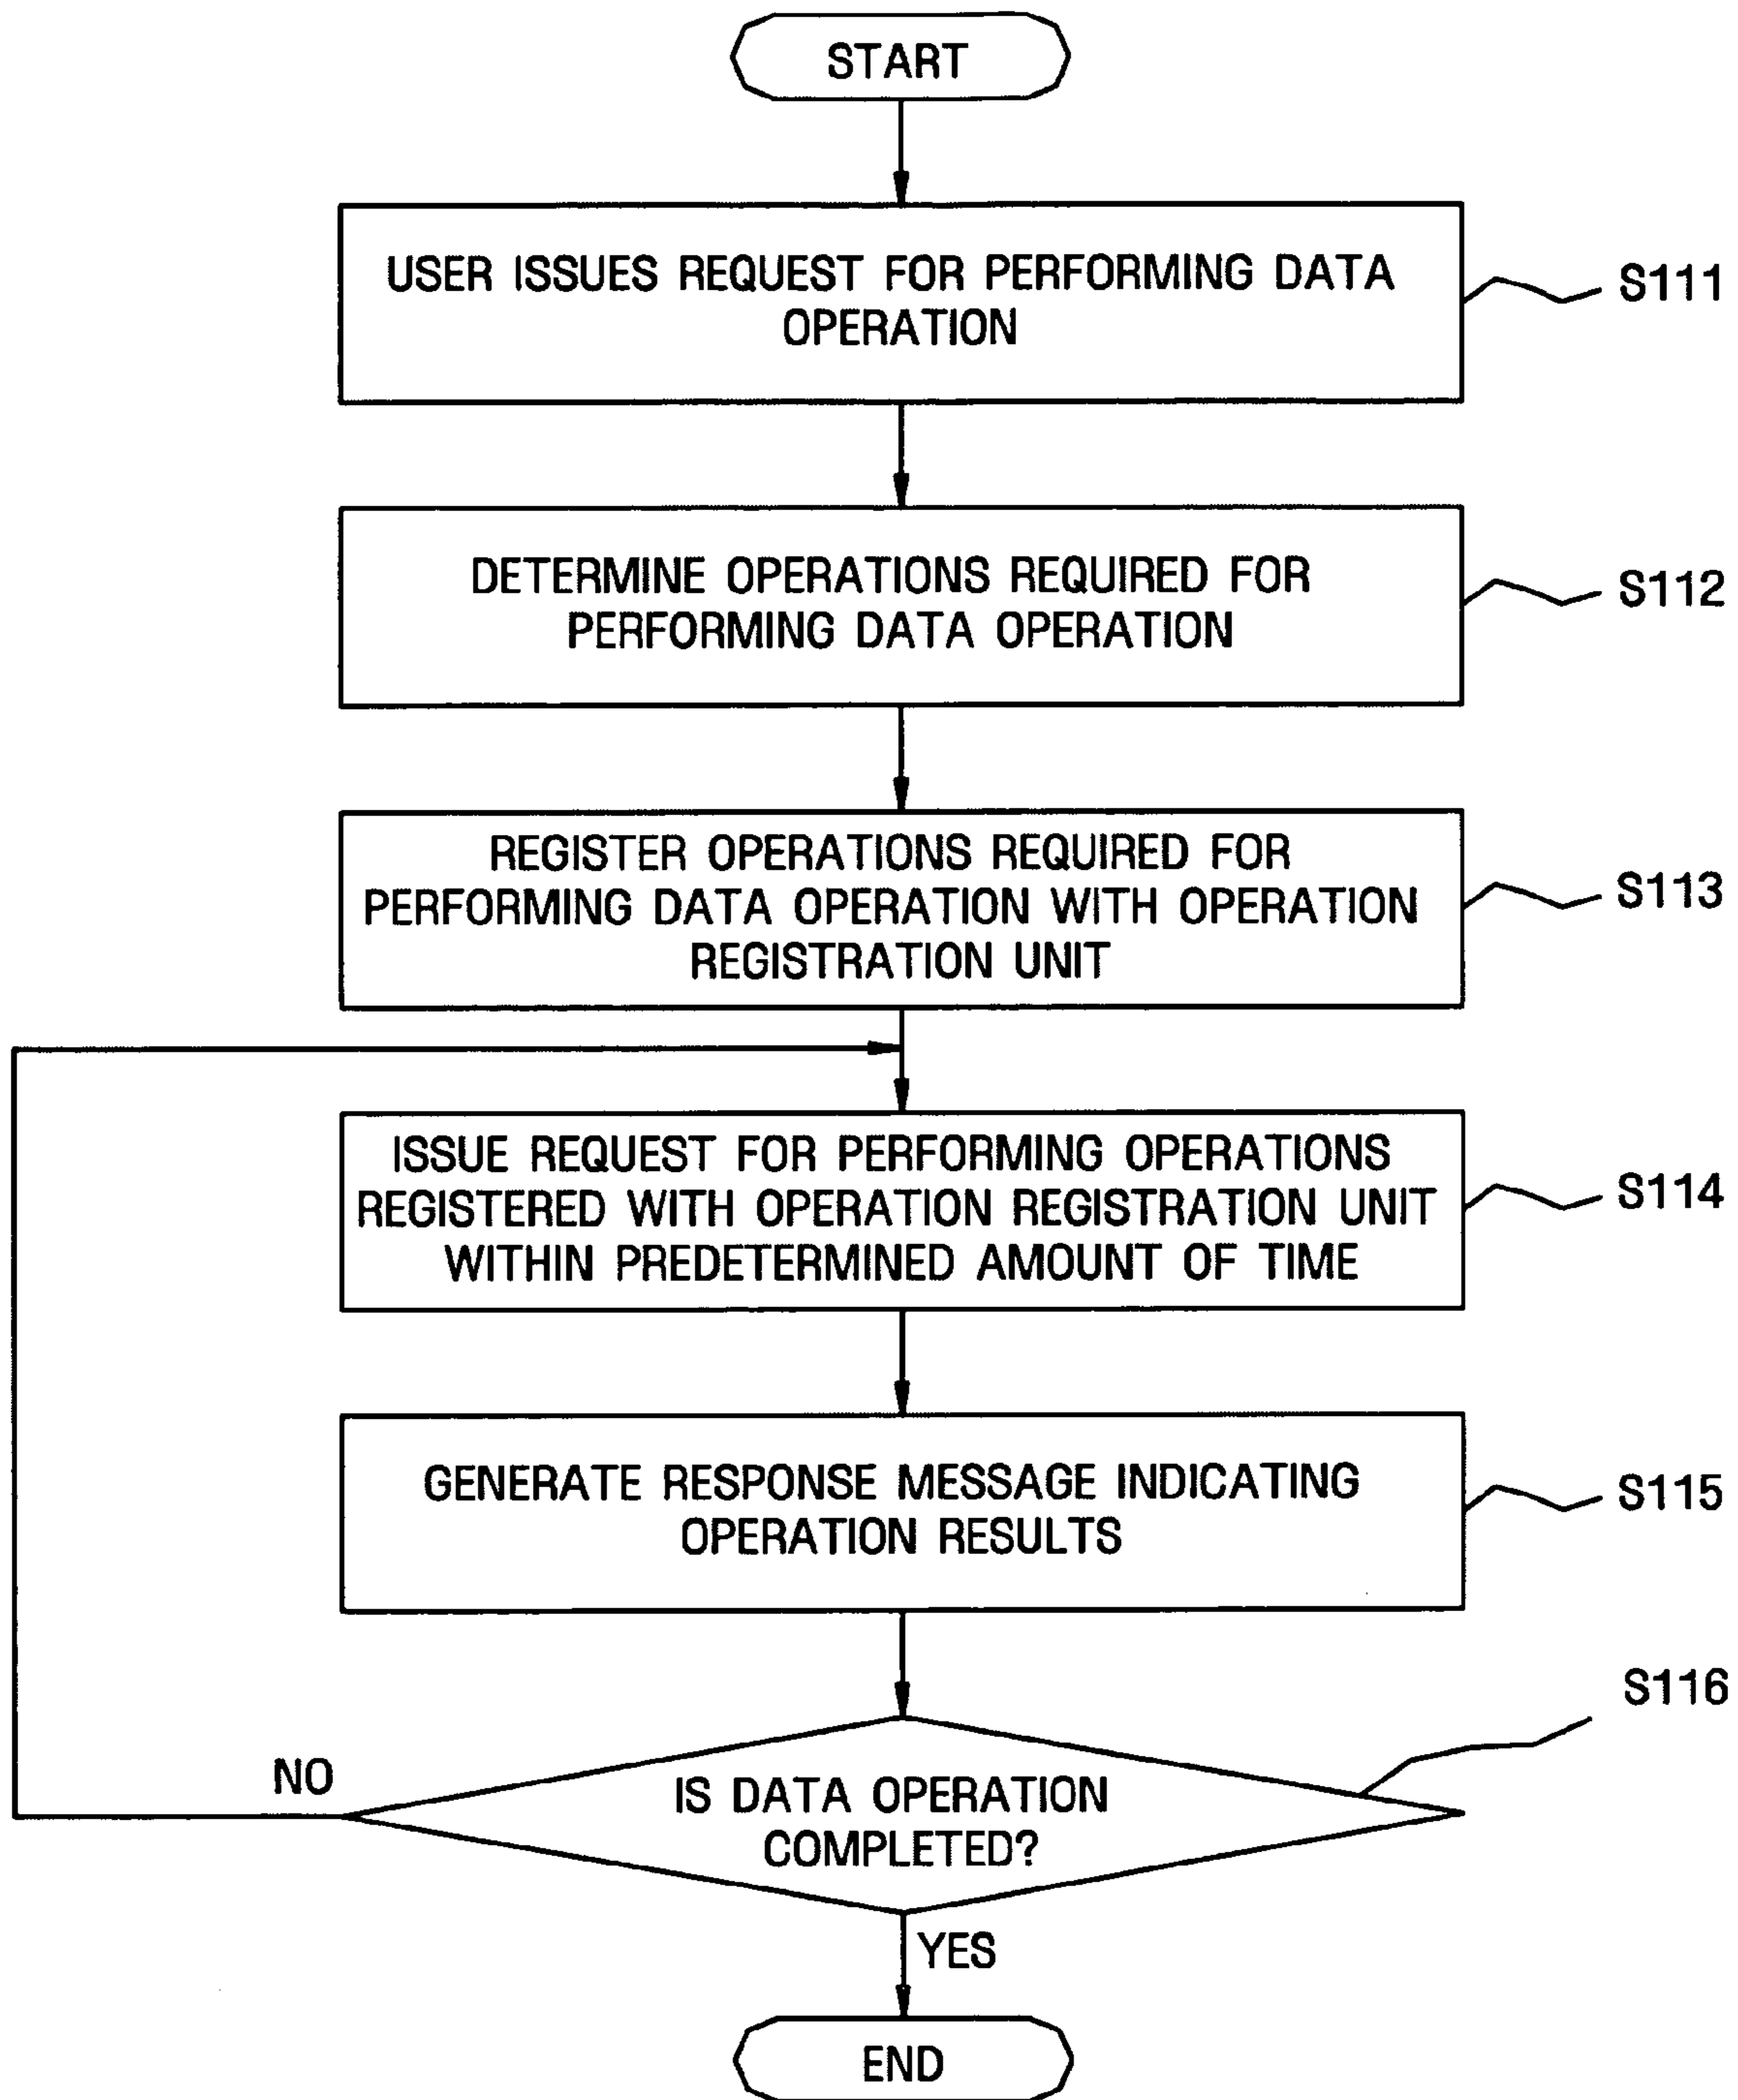 START
USER ISSUES REQUEST FOR PERFORMING DATA
OPERATION
S111
DETERMINE OPERATIONS REQUIRED FOR
PERFORMING DATA OPERATION
S112
REGISTER OPERATIONS REQUIRED FOR
PERFORMING DATA OPERATION WITH OPERATION
REGISTRATION UNIT
S113
ISSUE REQUEST FOR PERFORMING OPERATIONS
REGISTERED WITH OPERATION REGISTRATION UNIT
WITHIN PREDETERMINED AMOUNT OF TIME
S114
GENERATE RESPONSE MESSAGE INDICATING
OPERATION RESULTS
S115
S116
NO
IS DATA OPERATION
COMPLETED?
YES
END